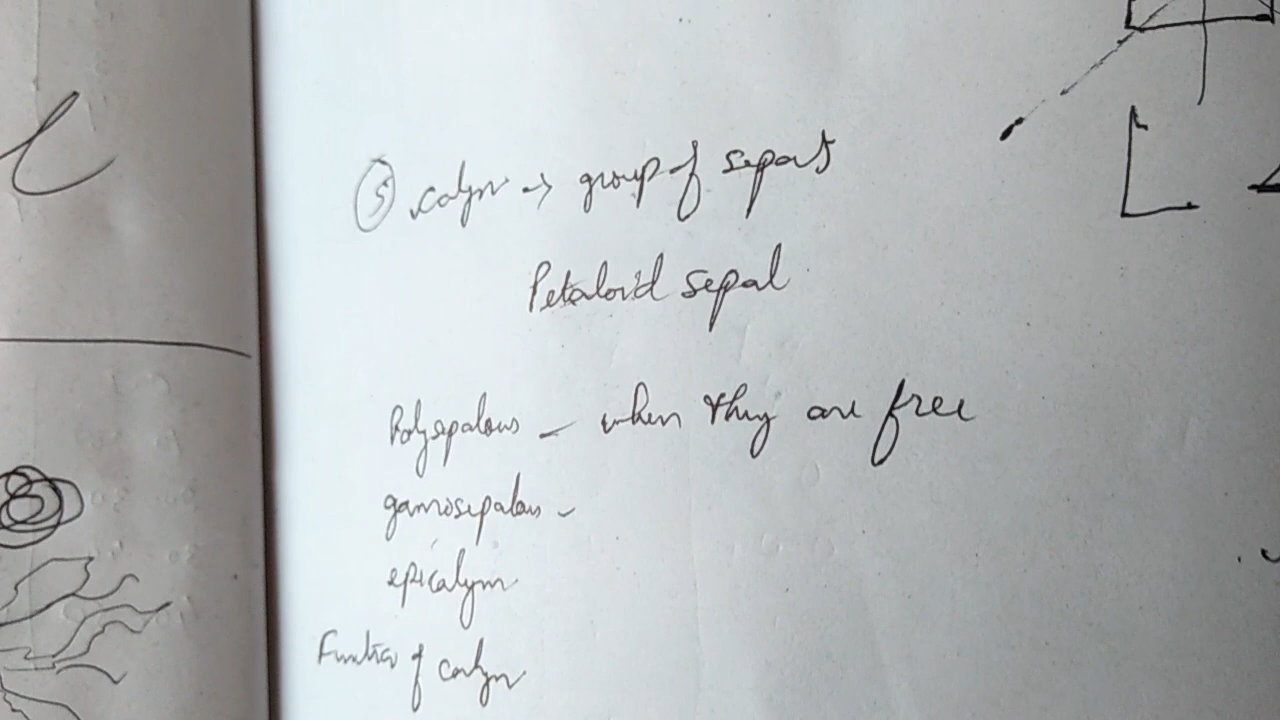 ⑤ calyx → group of sepals
Petaloid sepal
Polysepalous – when they are free
gamosepalous –
epicalyx
Function of calyx